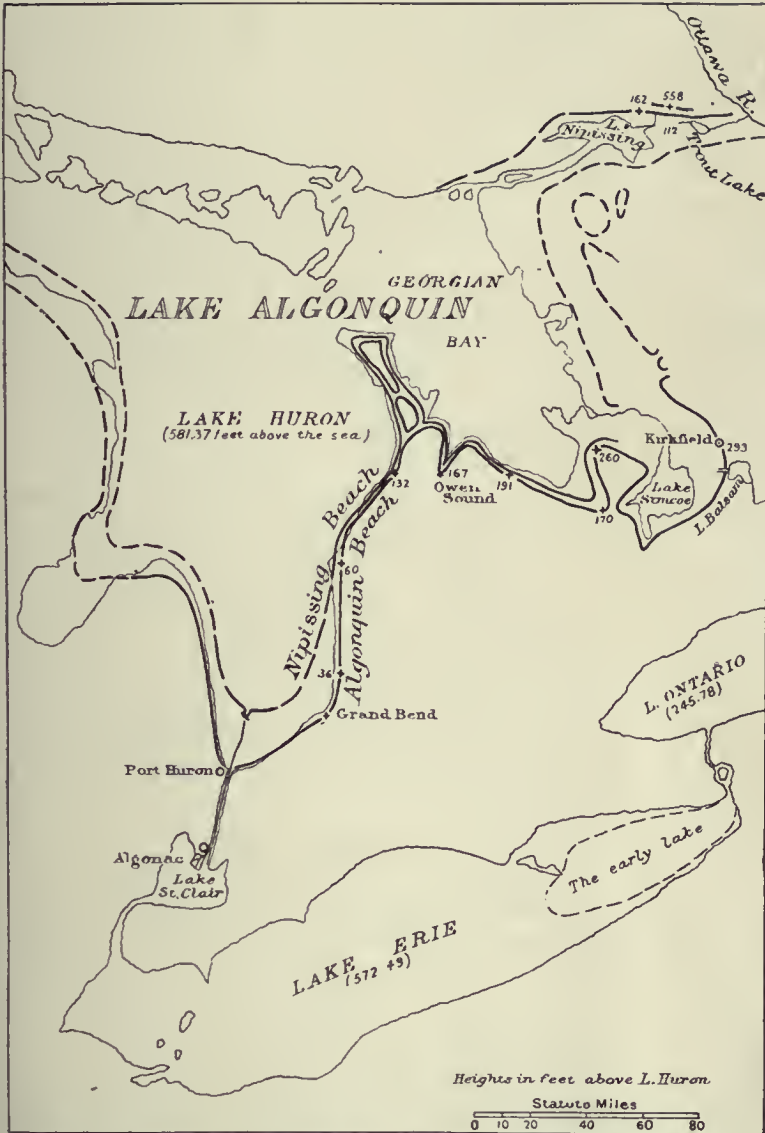 Ottawa R.
162
558
L.
Nipissing
112
Trout Lake
GEORGIAN
LAKE ALGONQUIN
BAY
LAKE HURON
(581.37 feet above the sea)
Kirkfield
293
260
132
167
191
Owen
Sound
Lake
Simcoe
170
L. Balsam
Nipissing Beach
Algonquin Beach
60
36
Grand Bend
L. ONTARIO
(245.78)
Port Huron
Algonac
Lake
St. Clair
The early lake
LAKE ERIE
(572 49)
Heights in feet above L. Huron
Statute Miles
0 10 20 40 60 80